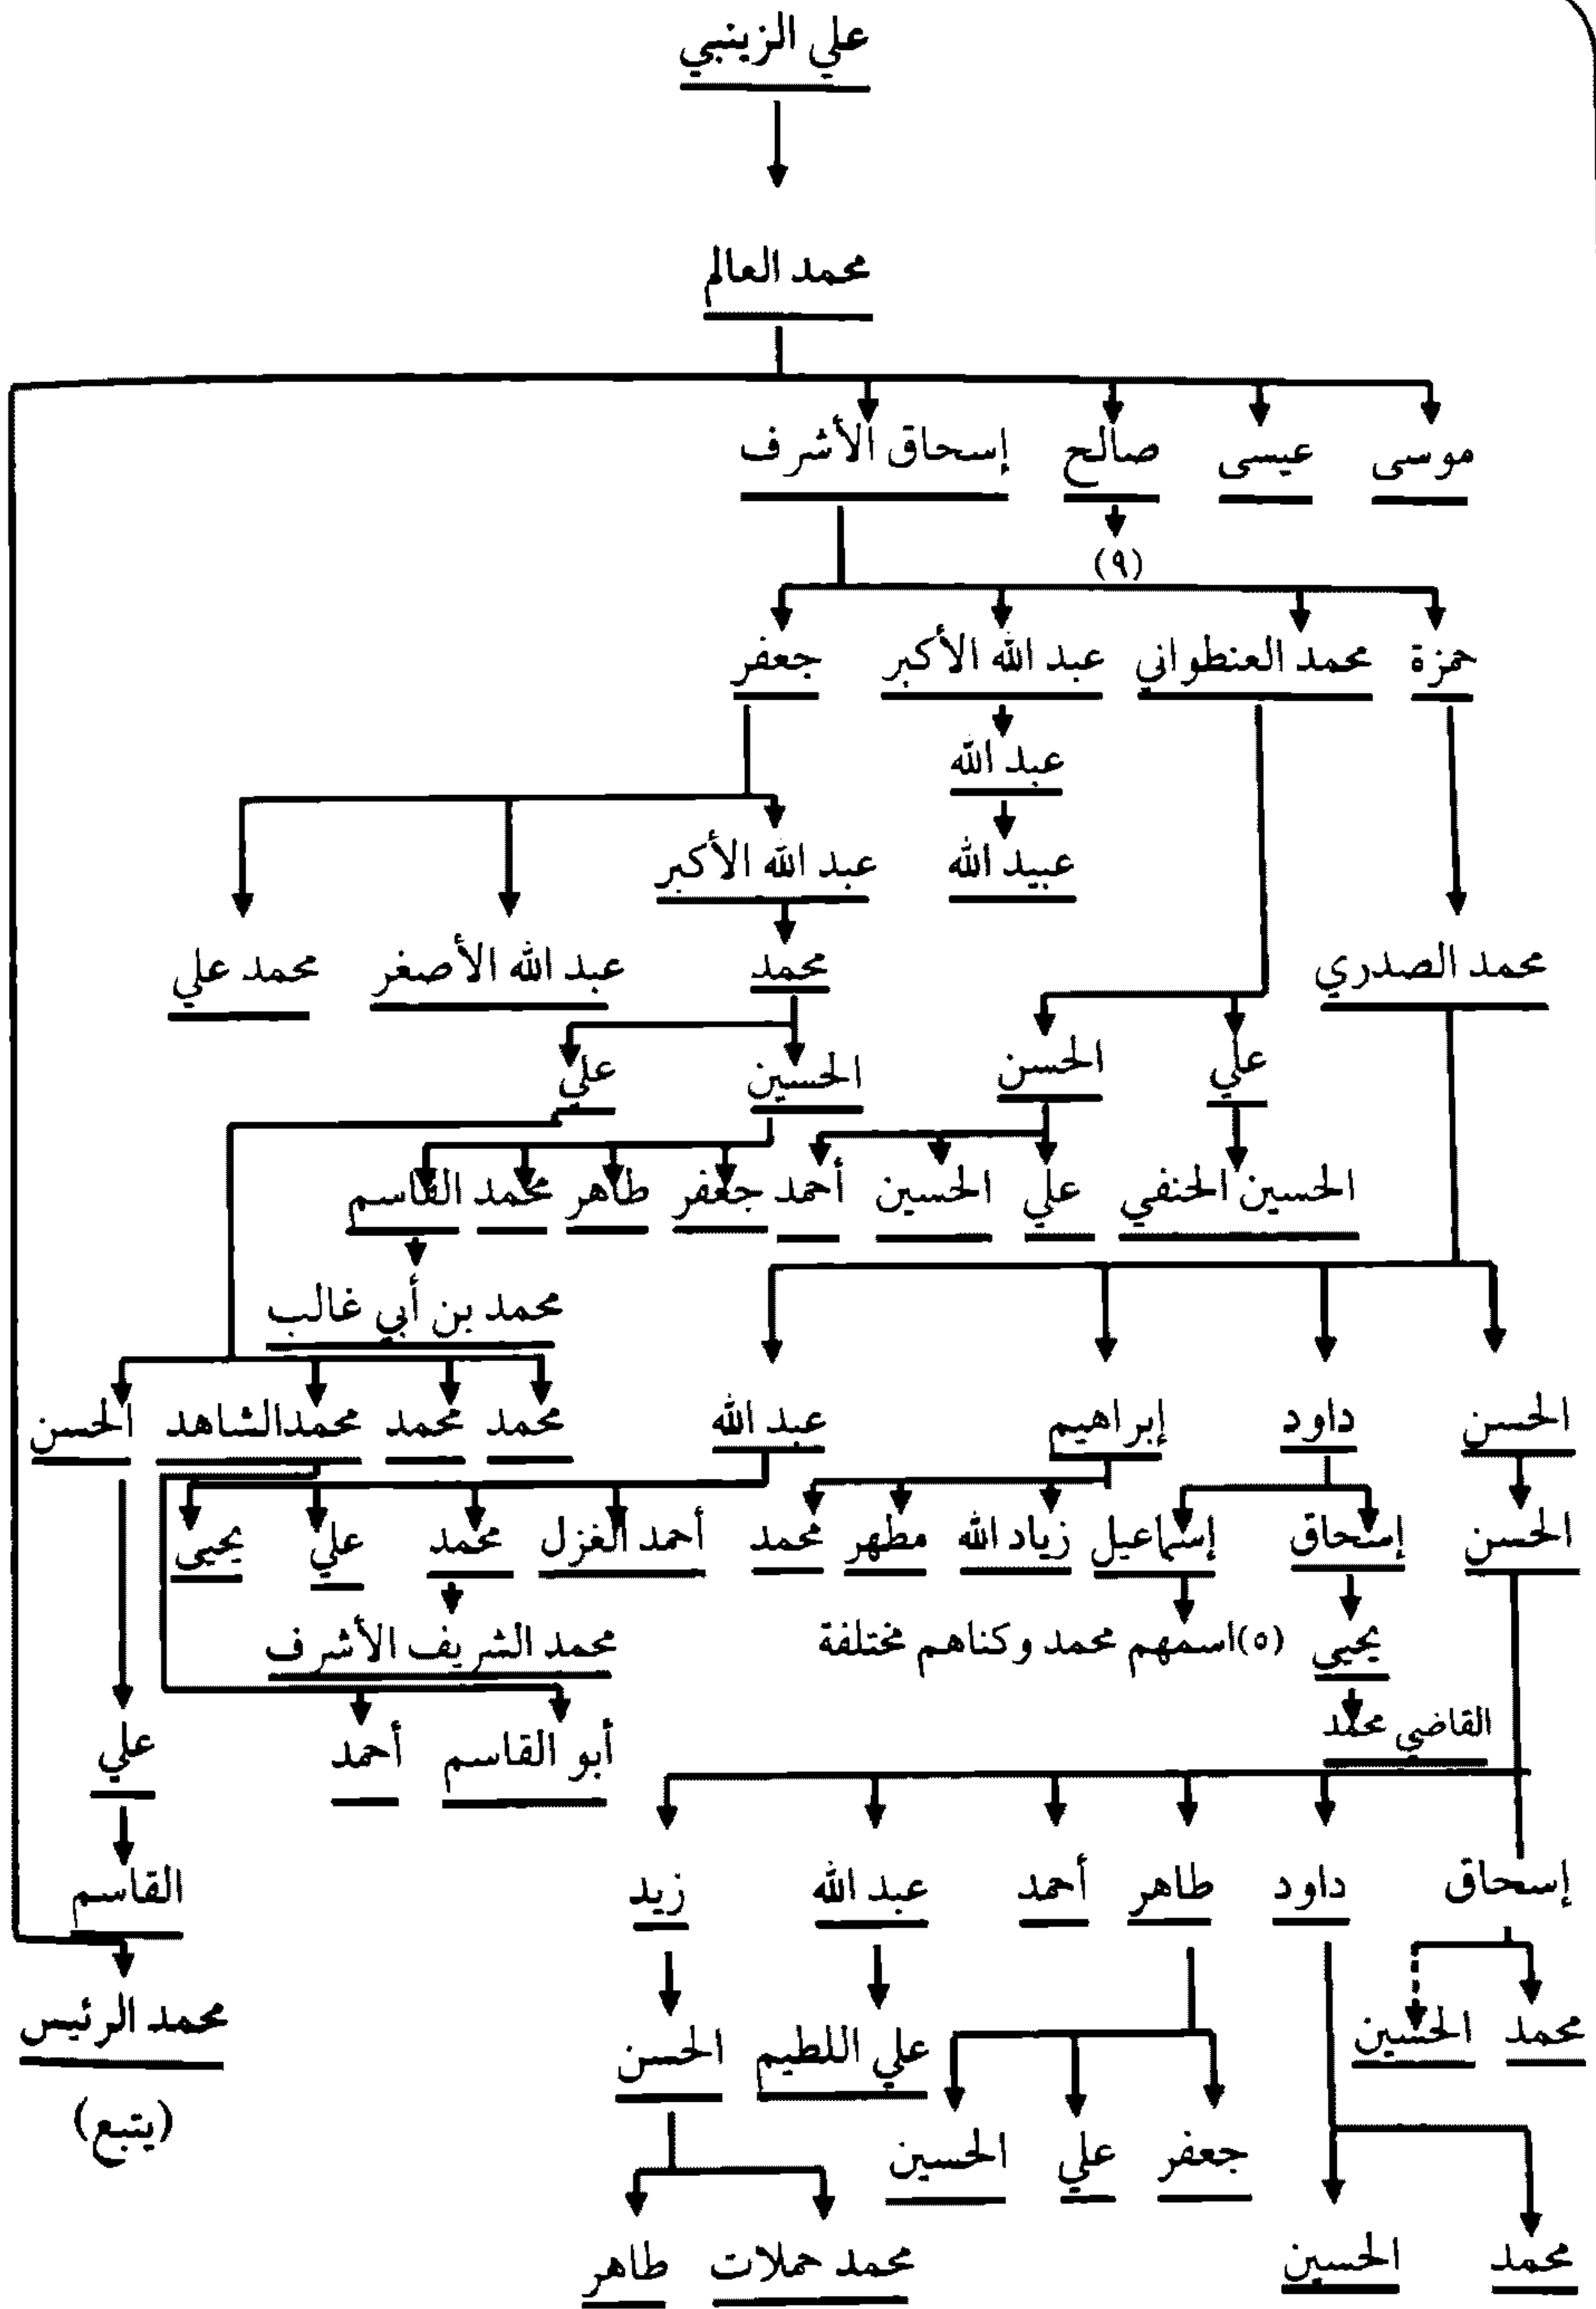 علي الزينبي
محمد العالم
موسى عيسى صالح إسحاق الأشرف
(٩)
حمزة محمد العنطواني عبد الله الأكبر جعفر
عبد الله
عبد الله الأكبر عبيد الله
محمد الصدري محمد عبد الله الأصغر محمد علي
علي الحسن الحسين علي
الحسين الحنفي علي الحسين أحمد جعفر طاهر محمد القاسم
محمد بن أبي غالب
الحسن داود إبراهيم عبد الله محمد محمد محمد الشاهد الحسن
الحسن إسحاق إسماعيل زياد الله مطهر محمد أحمد الغزل محمد علي يحيى
يحيى (٥) اسمهم محمد وكناهم مختلفة محمد الشريف الأشرف
القاضي محمد
أبو القاسم أحمد علي
إسحاق داود طاهر أحمد عبد الله زيد القاسم
محمد الحسين علي اللطيم الحسن محمد الرئيس
جعفر علي الحسين (يتبع)
محمد الحسين محمد حملات طاهر